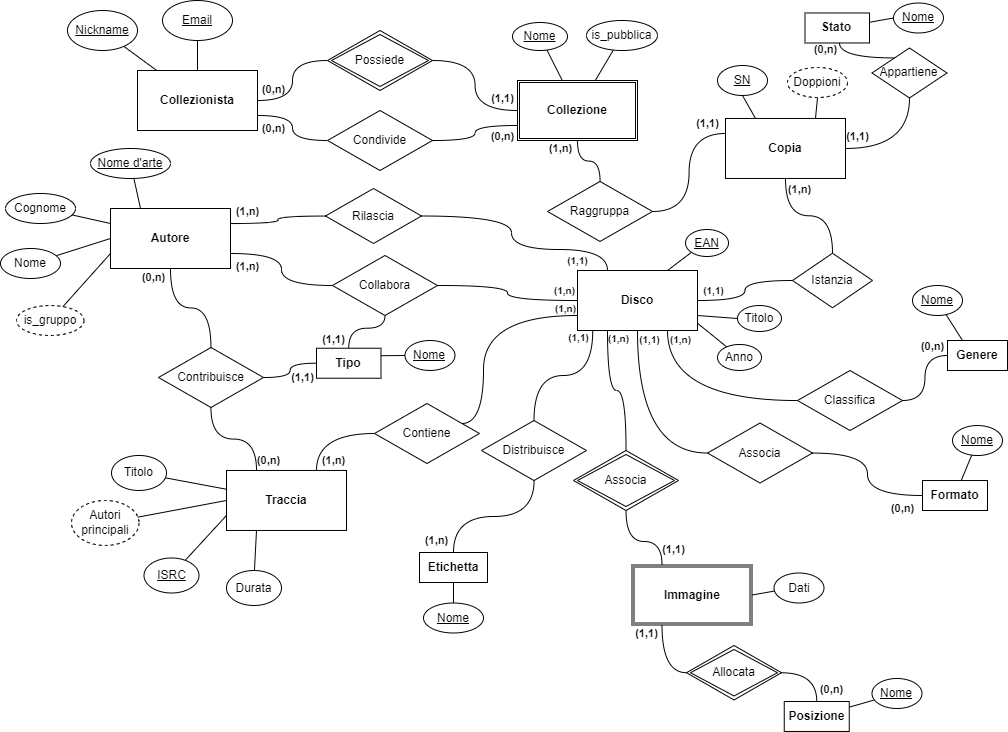 Nickname
Email
Collezionista
(0,n)
(0,n)
Possiede
Condivide
(1,1)
(0,n)
Nome
is_pubblica
Collezione
(1,n)
Raggruppa
Stato
Nome
(0,n)
Appartiene
SN
Doppioni
(1,1)
Copia
(1,1)
(1,n)
Istanzia
Nome d'arte
Cognome
Nome
is_gruppo
Autore
(1,n)
(1,n)
(0,n)
Rilascia
Collabora
(1,1)
(1,n)
(1,n)
EAN
Disco
(1,1)
Titolo
Anno
(1,1)
(1,n)
(1,1)
(1,n)
(1,1)
Tipo
Nome
(1,1)
Contribuisce
Nome
(0,n)
Genere
Classifica
Contiene
Distribuisce
Associa
Associa
Nome
Formato
(0,n)
(0,n)
(1,n)
Titolo
Autori
principali
Traccia
ISRC
Durata
(1,n)
Etichetta
Nome
(1,1)
Immagine
Dati
(1,1)
Allocata
(0,n)
Nome
Posizione